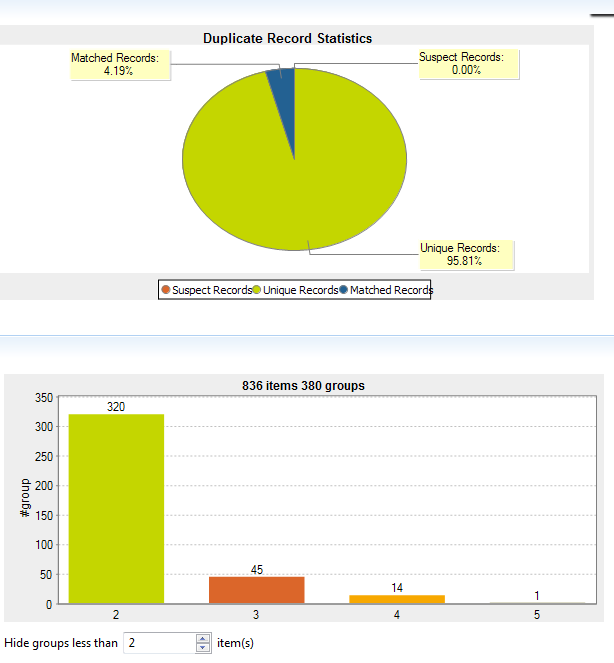 Duplicate Record Statistics
Matched Records:
4.19%
Suspect Records:
0.00%
Unique Records:
95.81%
Suspect Records Unique Records Matched Records
836 items 380 groups
#group
350
300
250
200
150
100
50
0
320
45
14
1
2 3 4 5
Hide groups less than 2 item(s)